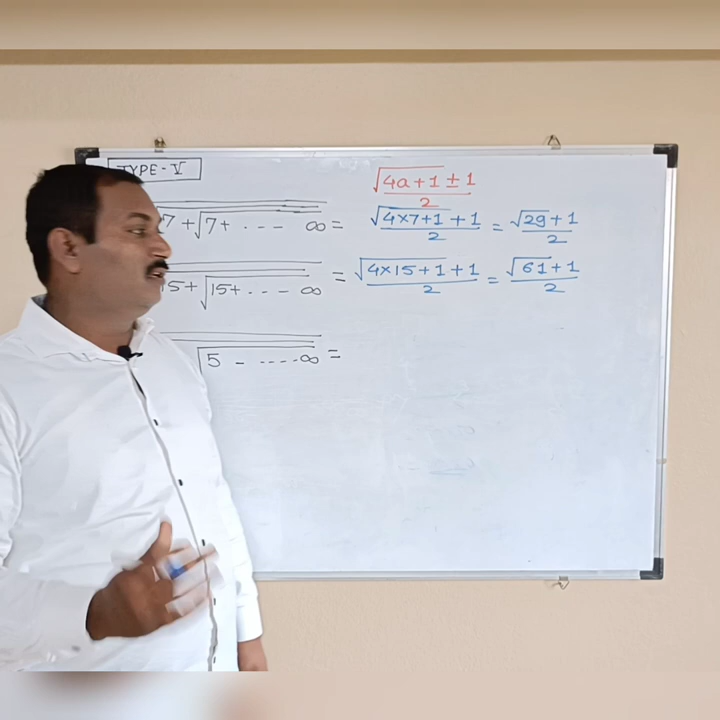 TYPE - V
√4a+1 ± 1 / 2
7 + √7 + . - - - ∞ = √4×7+1 + 1 / 2 = √29 + 1 / 2
15 + √15 + . - - . . ∞ = √4×15+1 + 1 / 2 = √61 + 1 / 2
√5 - - - - - - ∞ =